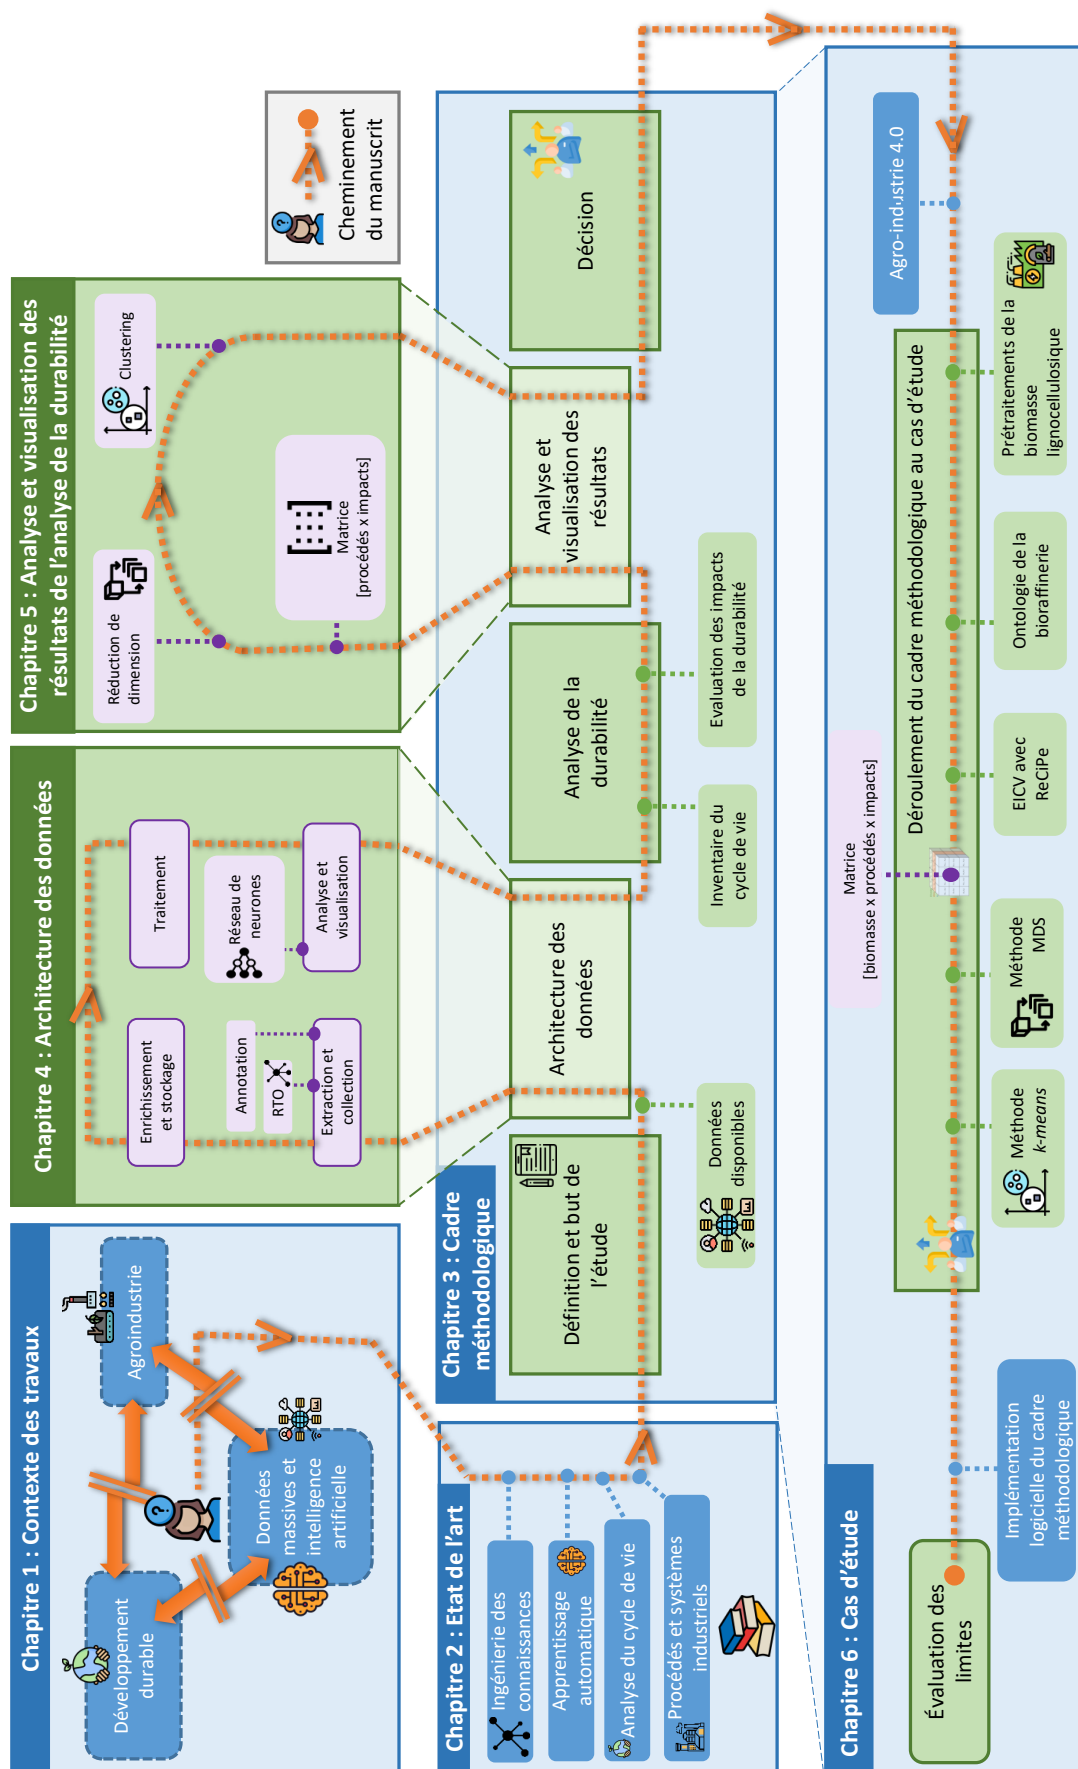 Chapitre 1 : Contexte des travaux
Développement
durable
Agroindustrie
Données
massives et
intelligence
artificielle
Chapitre 4 : Architecture des données
Enrichissement
et stockage
Traitement
Annotation
RTO
Extraction et
collection
Réseau de
neurones
Analyse et
visualisation
Chapitre 5 : Analyse et visualisation des
résultats de l'analyse de la durabilité
Réduction de
dimension
Clustering
Matrice
[procédés x impacts]
Cheminement
du manuscrit
Chapitre 2 : Etat de l'art
Ingénierie des
connaissances
Apprentissage
automatique
Analyse du cycle de vie
Procédés et systèmes
industriels
Chapitre 3 : Cadre
méthodologique
Définition et but de
l'étude
Architecture des
données
Analyse de la
durabilité
Analyse et
visualisation des
résultats
Décision
Données
disponibles
Inventaire du
cycle de vie
Evaluation des impacts
de la durabilité
Chapitre 6 : Cas d'étude
Évaluation des
limites
Implémentation
logicielle du cadre
méthodologique
Matrice
[biomasse x procédés x impacts]
Agro-industrie 4.0
Déroulement du cadre méthodologique au cas d'étude
Méthode
k-means
Méthode
MDS
EICV avec
ReCiPe
Ontologie de la
bioraffinerie
Prétraitements de la
biomasse
lignocellulosique